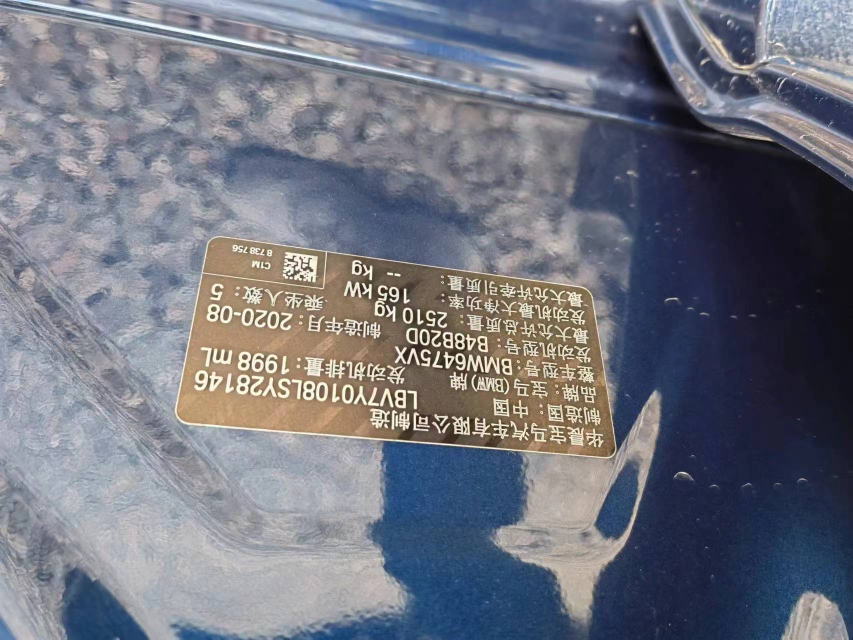 华晨宝马汽车有限公司制造
制造国：中国 LBV7Y0108LSY28146
品牌：宝马(BMW)牌
整车型号：BMW6475VX 发动机排量：1998 mL
发动机型号：B48B20D
最大允许总质量：2510 kg 制造年月：2020-08
发动机最大净功率：165 kW 乘坐人数：5
最大允许牵引质量：-- kg
C1M
8 738 756